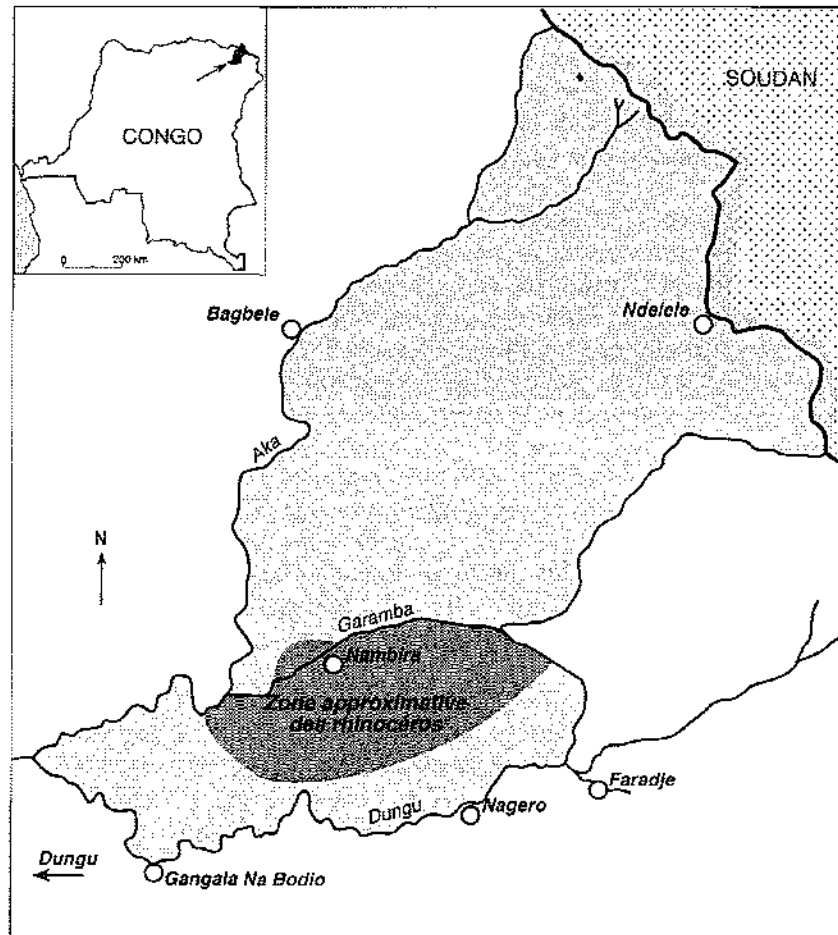 SOUDAN
CONGO
0 200 km
Bagbele
Ndelele
Aka
N
Garamba
Nambira
Zone approximative
des rhinocéros
Dungu
Nagero
Faradje
Dungu
Gangala Na Bodio